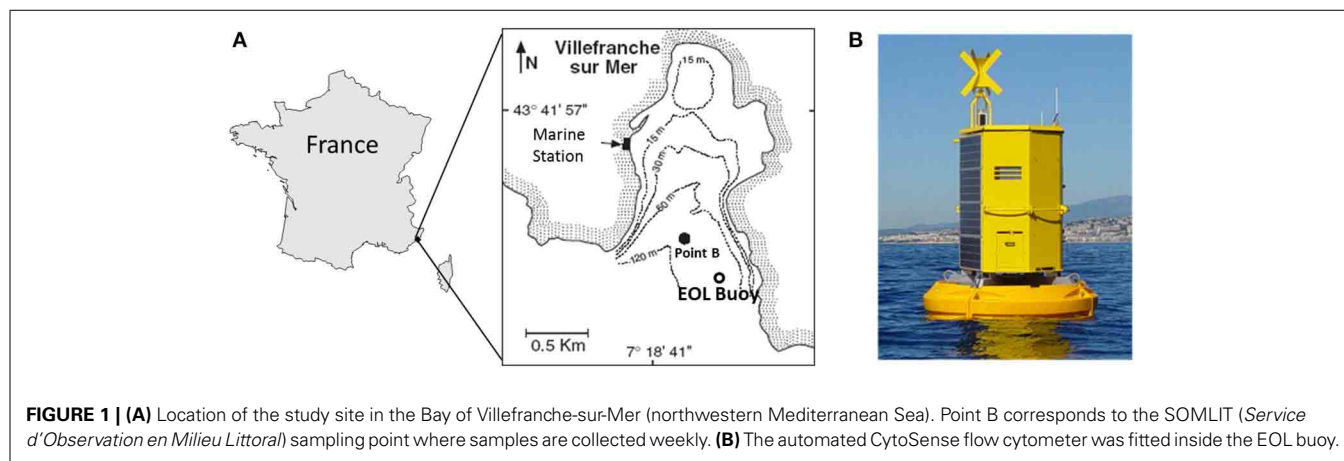 A
France
N
Villefranche
sur Mer
15 m
43° 41' 57"
Marine
Station
15 m
30 m
50 m
120 m
Point B
EOL Buoy
0.5 Km
7° 18' 41"
B
FIGURE 1 | (A) Location of the study site in the Bay of Villefranche-sur-Mer (northwestern Mediterranean Sea). Point B corresponds to the SOMLIT (Service
d'Observation en Milieu Littoral) sampling point where samples are collected weekly. (B) The automated CytoSense flow cytometer was fitted inside the EOL buoy.